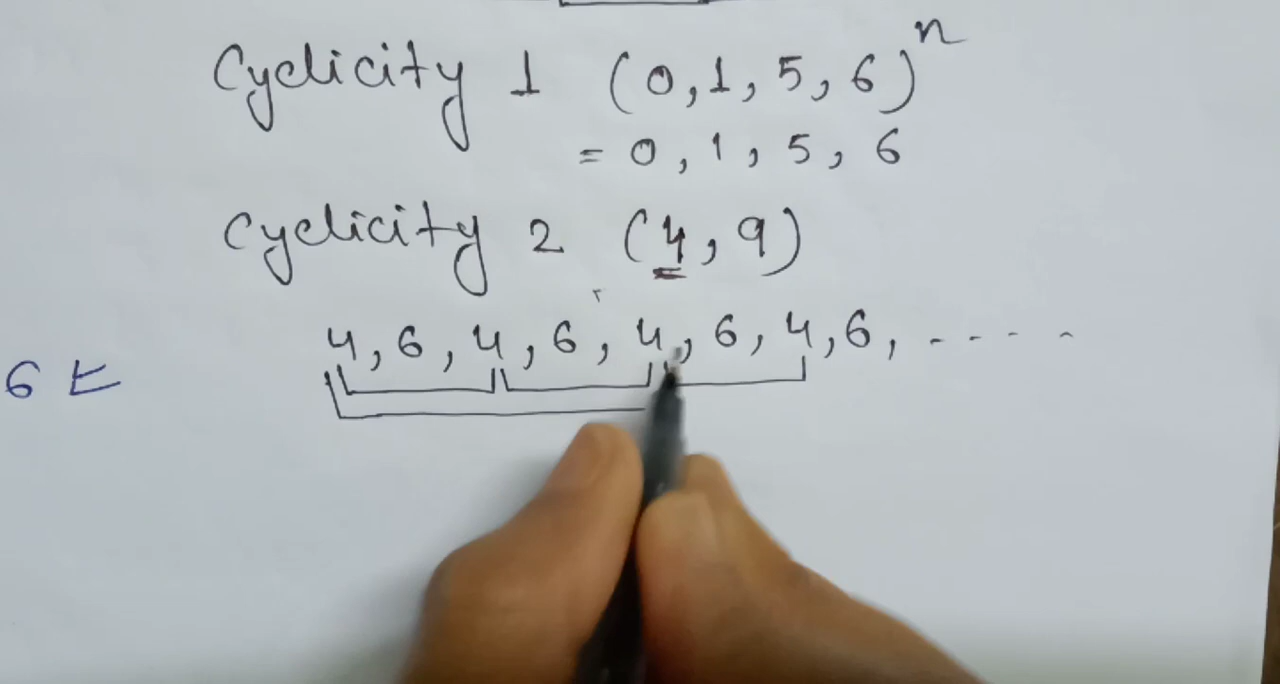 Cyclicity 1 (0,1,5,6)ⁿ
= 0, 1, 5, 6
Cyclicity 2 (4,9)
4, 6, 4, 6, 4, 6, 4, 6, - - - -
6